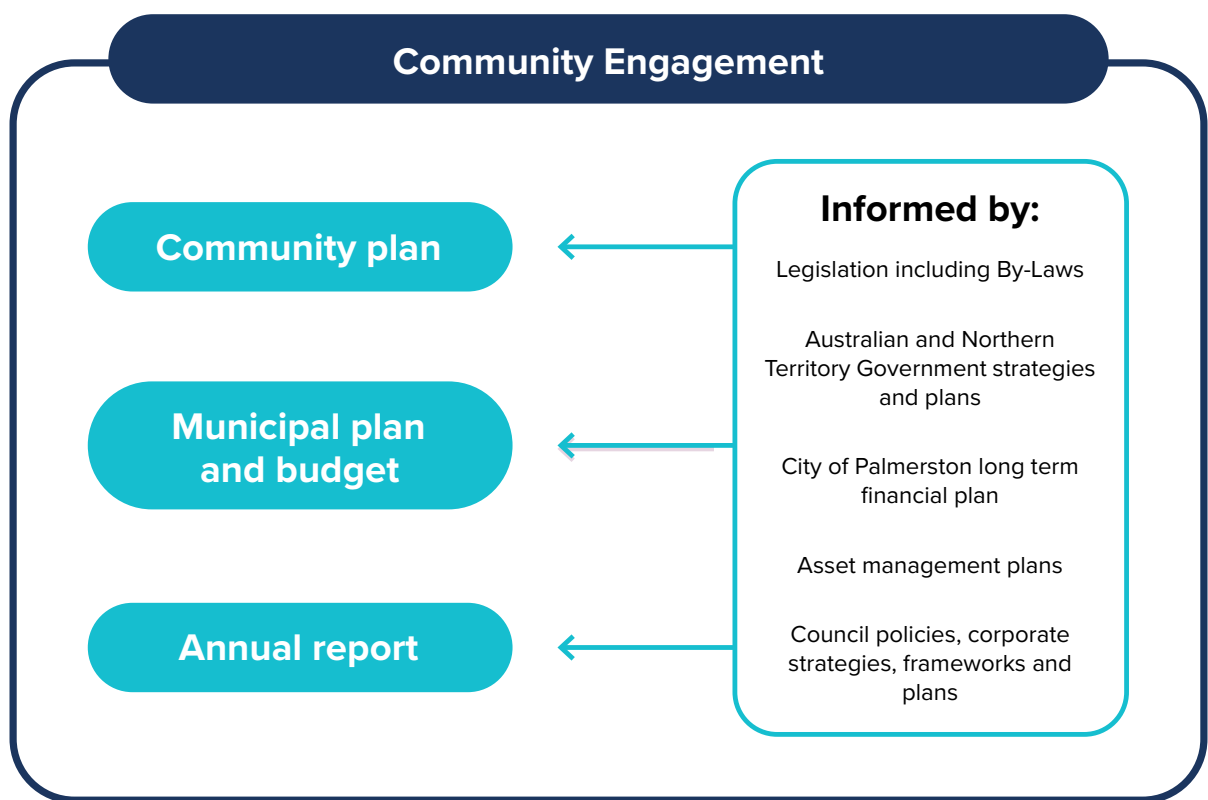 Community Engagement
Community plan
Municipal plan
and budget
Annual report
Informed by:
Legislation including By-Laws
Australian and Northern
Territory Government strategies
and plans
City of Palmerston long term
financial plan
Asset management plans
Council policies, corporate
strategies, frameworks and
plans